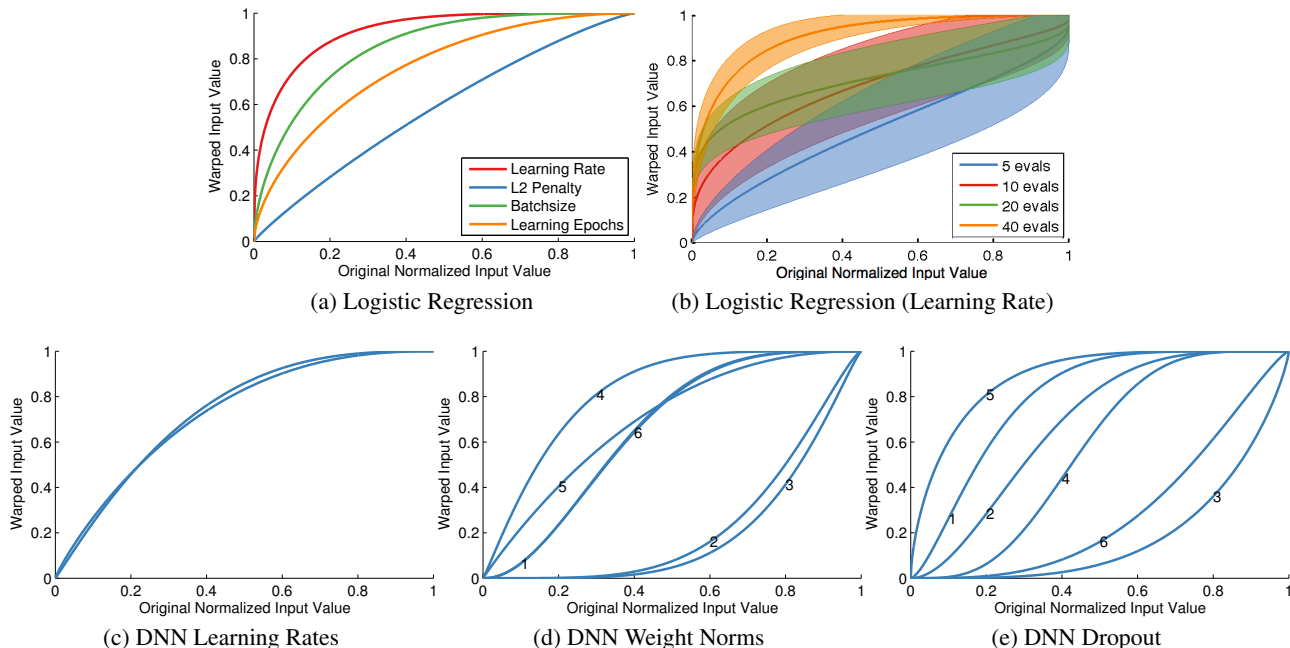 1
0.8
0.6
0.4
0.2
0
0 0.2 0.4 0.6 0.8 1
Warped Input Value
Original Normalized Input Value
Learning Rate
L2 Penalty
Batchsize
Learning Epochs
(a) Logistic Regression
1
0.8
0.6
0.4
0.2
0
0 0.2 0.4 0.6 0.8 1
Warped Input Value
Original Normalized Input Value
5 evals
10 evals
20 evals
40 evals
(b) Logistic Regression (Learning Rate)
1
0.8
0.6
0.4
0.2
0
0 0.2 0.4 0.6 0.8 1
Warped Input Value
Original Normalized Input Value
(c) DNN Learning Rates
1
0.8
0.6
0.4
0.2
0
0 0.2 0.4 0.6 0.8 1
Warped Input Value
Original Normalized Input Value
4
6
5
3
2
1
(d) DNN Weight Norms
1
0.8
0.6
0.4
0.2
0
0 0.2 0.4 0.6 0.8 1
Warped Input Value
Original Normalized Input Value
5
4
3
1
2
6
(e) DNN Dropout